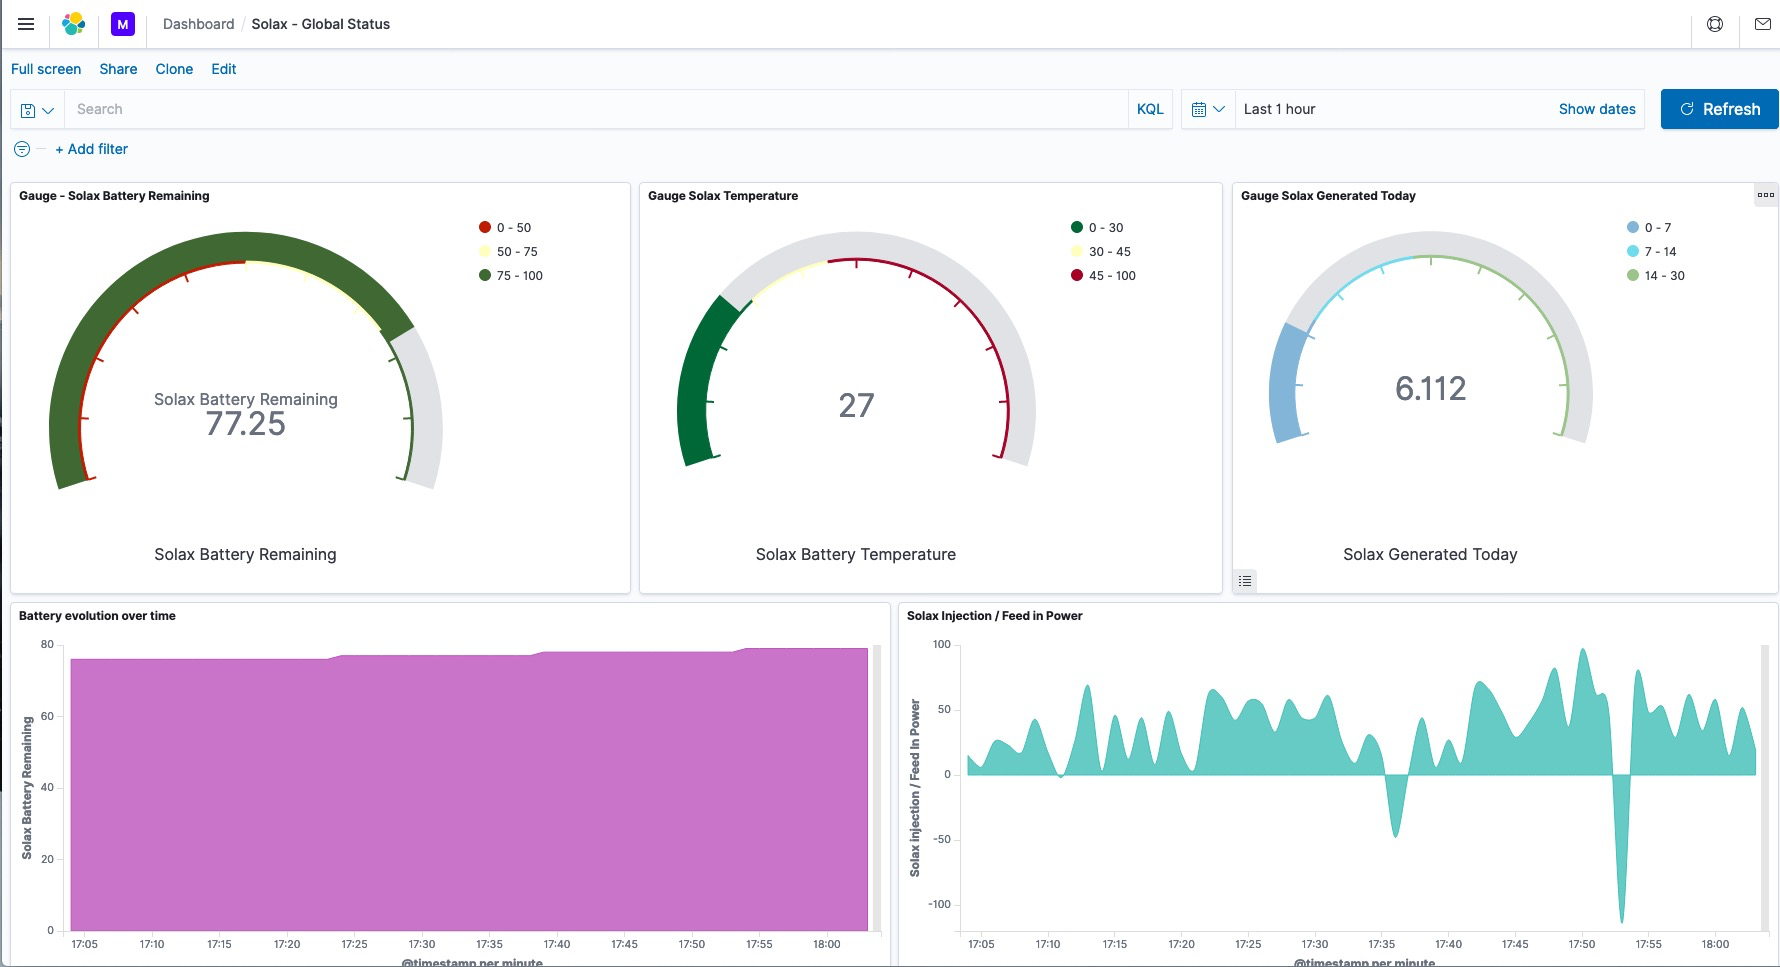 M
Dashboard / Solax - Global Status
Full screen Share Clone Edit
Search
KQL
Last 1 hour
Show dates
Refresh
+ Add filter
Gauge - Solax Battery Remaining
0 - 50
50 - 75
75 - 100
Solax Battery Remaining
77.25
Solax Battery Remaining
Gauge Solax Temperature
0 - 30
30 - 45
45 - 100
27
Solax Battery Temperature
Gauge Solax Generated Today
0 - 7
7 - 14
14 - 30
6.112
Solax Generated Today
Battery evolution over time
Solax Battery Remaining
80
60
40
20
0
17:05 17:10 17:15 17:20 17:25 17:30 17:35 17:40 17:45 17:50 17:55 18:00
@timestamp per minute
Solax Injection / Feed in Power
Solax injection / Feed In Power
100
50
0
-50
-100
17:05 17:10 17:15 17:20 17:25 17:30 17:35 17:40 17:45 17:50 17:55 18:00
@timestamp per minute